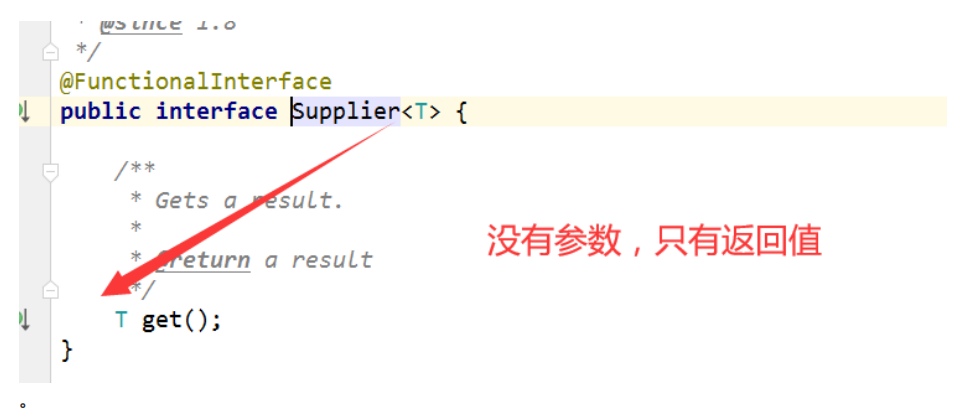 * @since 1.8
*/
@FunctionalInterface
public interface Supplier<T> {
/**
* Gets a result.
*
* @return a result
*/
没有参数，只有返回值
T get();
}
。